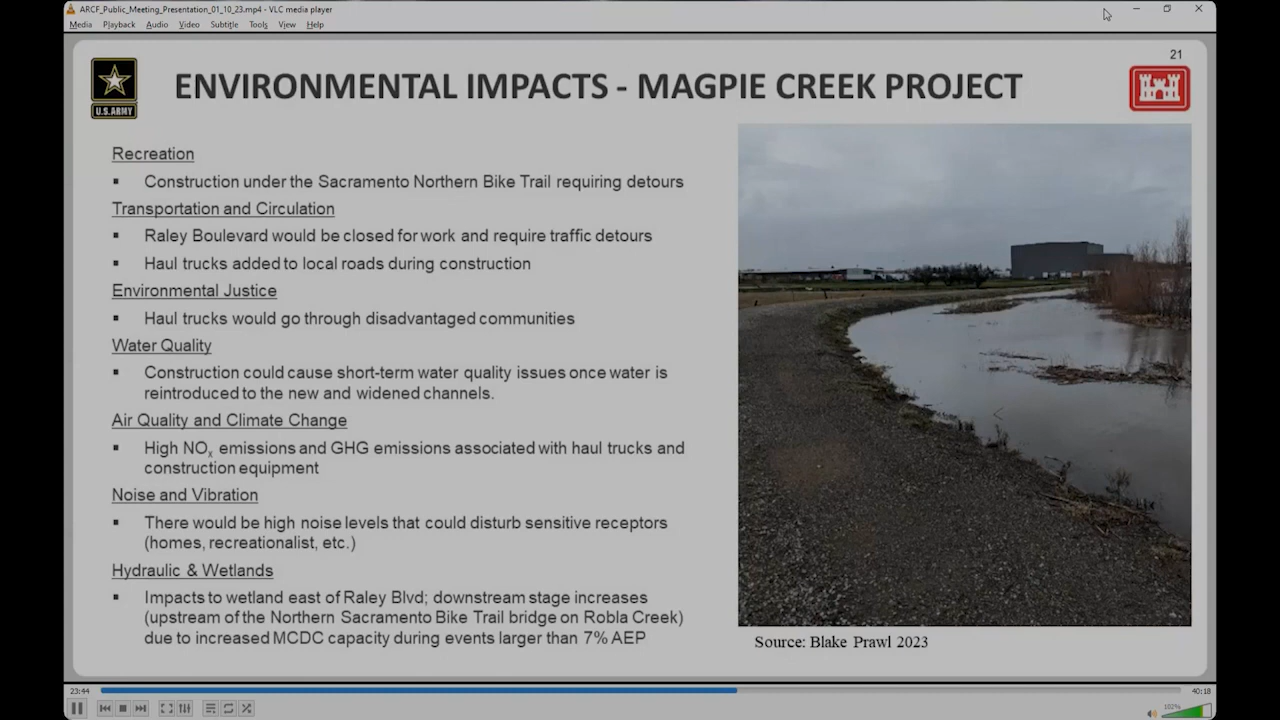 ARCF_Public_Meeting_Presentation_01_10_23.mp4 - VLC media player
Media Playback Audio Video Subtitle Tools View Help
21
U.S.ARMY
ENVIRONMENTAL IMPACTS - MAGPIE CREEK PROJECT
Recreation
▪ Construction under the Sacramento Northern Bike Trail requiring detours
Transportation and Circulation
▪ Raley Boulevard would be closed for work and require traffic detours
▪ Haul trucks added to local roads during construction
Environmental Justice
▪ Haul trucks would go through disadvantaged communities
Water Quality
▪ Construction could cause short-term water quality issues once water is
reintroduced to the new and widened channels.
Air Quality and Climate Change
▪ High NOx emissions and GHG emissions associated with haul trucks and
construction equipment
Noise and Vibration
▪ There would be high noise levels that could disturb sensitive receptors
(homes, recreationalist, etc.)
Hydraulic & Wetlands
▪ Impacts to wetland east of Raley Blvd; downstream stage increases
(upstream of the Northern Sacramento Bike Trail bridge on Robla Creek)
due to increased MCDC capacity during events larger than 7% AEP
Source: Blake Prawl 2023
23:44
40:18
102%